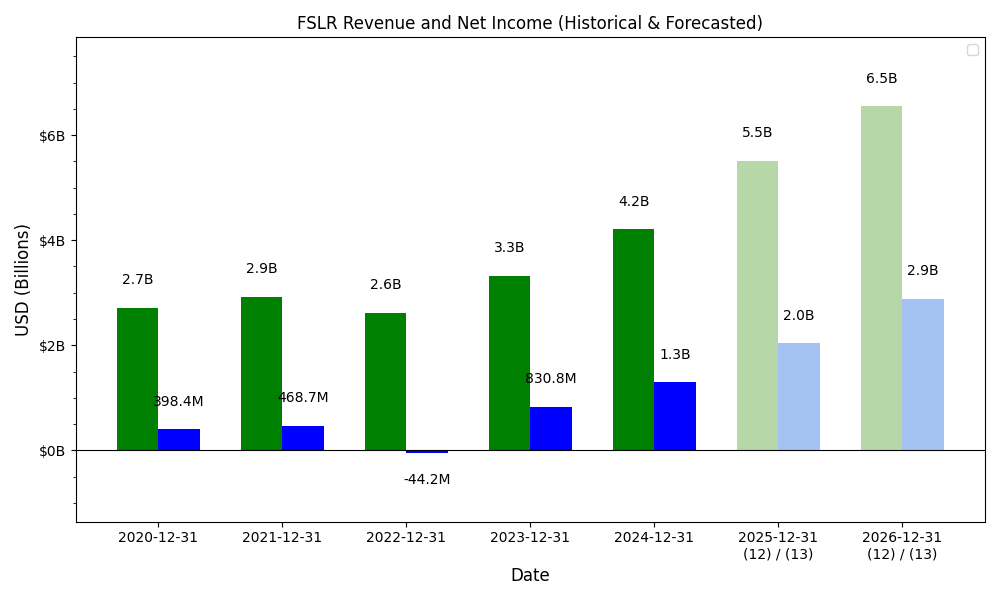 FSLR Revenue and Net Income (Historical & Forecasted)
6.5B
5.5B
4.2B
3.3B
2.9B
2.7B
2.6B
2.9B
2.0B
1.3B
830.8M
468.7M
398.4M
-44.2M
$6B
$4B
$2B
$0B
USD (Billions)
2020-12-31
2021-12-31
2022-12-31
2023-12-31
2024-12-31
2025-12-31
(12) / (13)
2026-12-31
(12) / (13)
Date